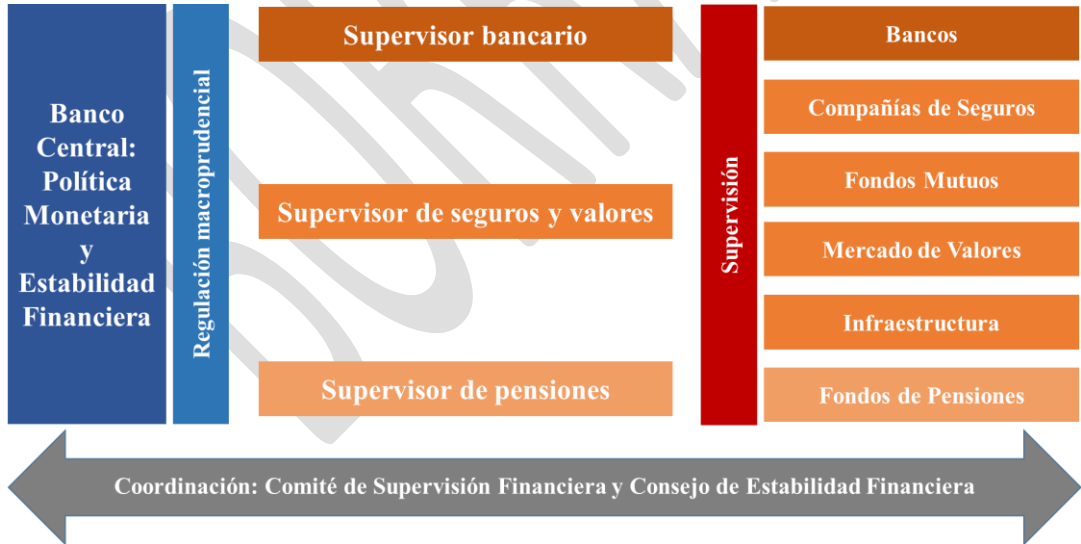 Banco
Central:
Política
Monetaria
y
Estabilidad
Financiera
Regulación macroprudencial
Supervisor bancario
Supervisor de seguros y valores
Supervisor de pensiones
Supervisión
Bancos
Compañías de Seguros
Fondos Mutuos
Mercado de Valores
Infraestructura
Fondos de Pensiones
Coordinación: Comité de Supervisión Financiera y Consejo de Estabilidad Financiera